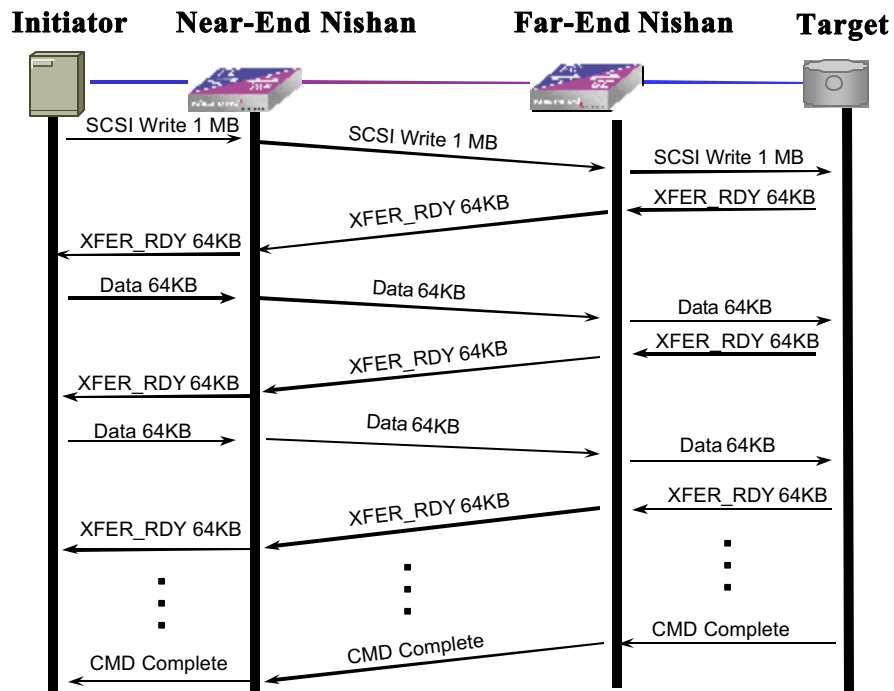 Initiator
Near-End Nishan
Far-End Nishan
Target
SCSI Write 1 MB
SCSI Write 1 MB
SCSI Write 1 MB
XFER_RDY 64KB
XFER_RDY 64KB
XFER_RDY 64KB
Data 64KB
Data 64KB
Data 64KB
XFER_RDY 64KB
XFER_RDY 64KB
XFER_RDY 64KB
Data 64KB
Data 64KB
Data 64KB
XFER_RDY 64KB
XFER_RDY 64KB
XFER_RDY 64KB
CMD Complete
CMD Complete
CMD Complete